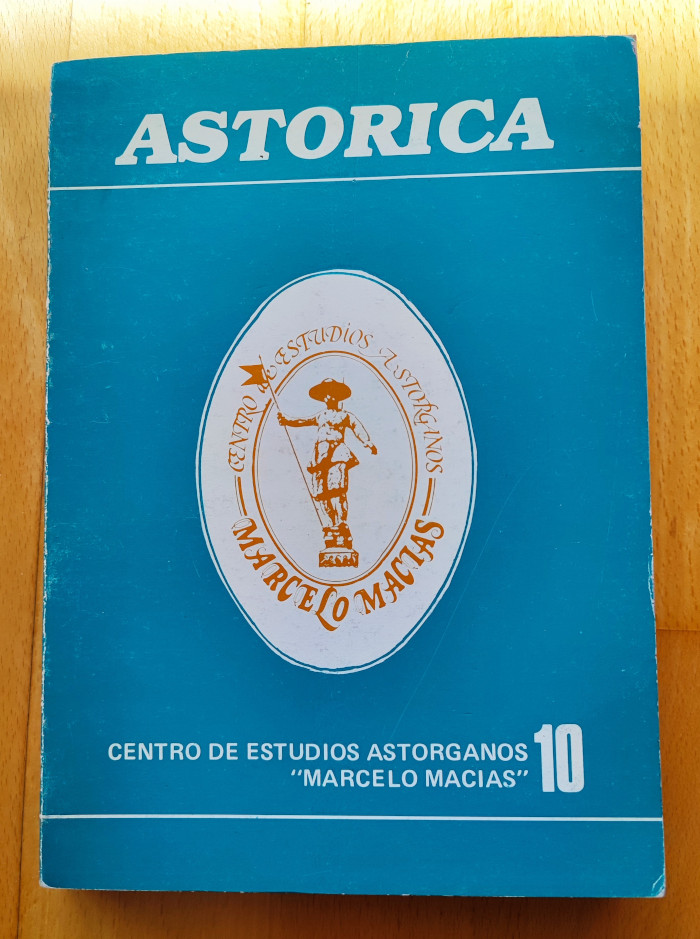 ASTORICA
CENTRO de ESTUDiOS ASTORGANOS
MARCELO MACIAS
CENTRO DE ESTUDIOS ASTORGANOS
"MARCELO MACIAS"
10